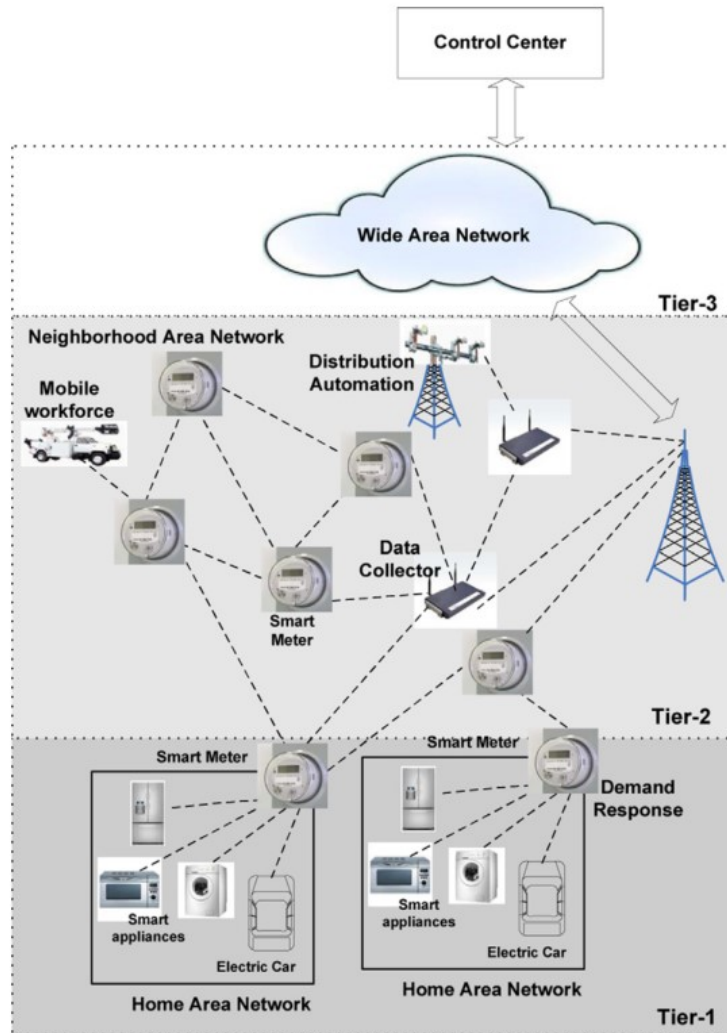 Control Center
Wide Area Network
Tier-3
Neighborhood Area Network
Distribution
Automation
Mobile
workforce
Data
Collector
Smart
Meter
Tier-2
Smart Meter
Smart Meter
Demand
Response
Smart
appliances
Electric Car
Smart
appliances
Electric Car
Home Area Network
Home Area Network
Tier-1